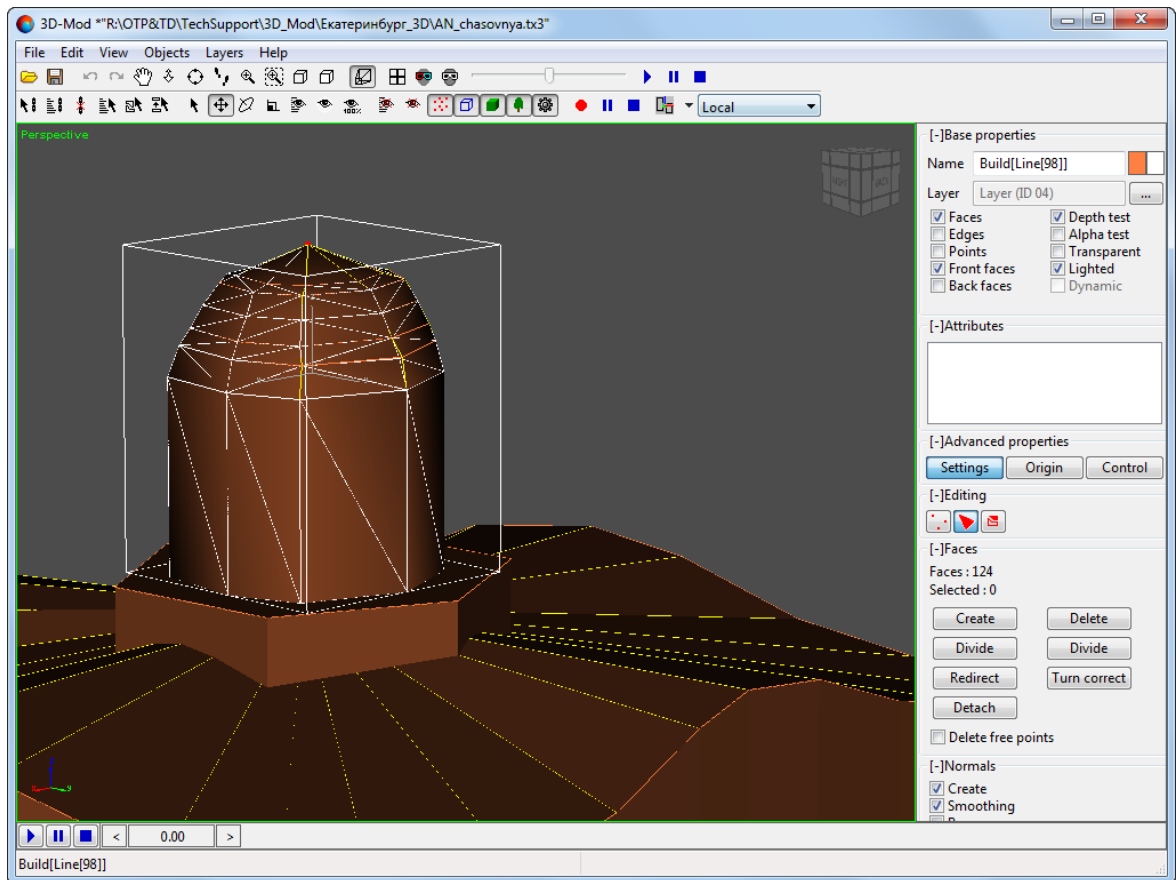 3D-Mod *"R:\OTP&TD\TechSupport\3D_Mod\Екатеринбург_3D\AN_chasovnya.tx3"
File Edit View Objects Layers Help
100%
Local
Perspective
[-]Base properties
Name Build[Line[98]]
Layer Layer (ID 04) ...
Faces Depth test
Edges Alpha test
Points Transparent
Front faces Lighted
Back faces Dynamic
[-]Attributes
[-]Advanced properties
Settings Origin Control
[-]Editing
[-]Faces
Faces : 124
Selected : 0
Create Delete
Divide Divide
Redirect Turn correct
Detach
Delete free points
[-]Normals
Create
Smoothing
< 0.00 >
Build[Line[98]]